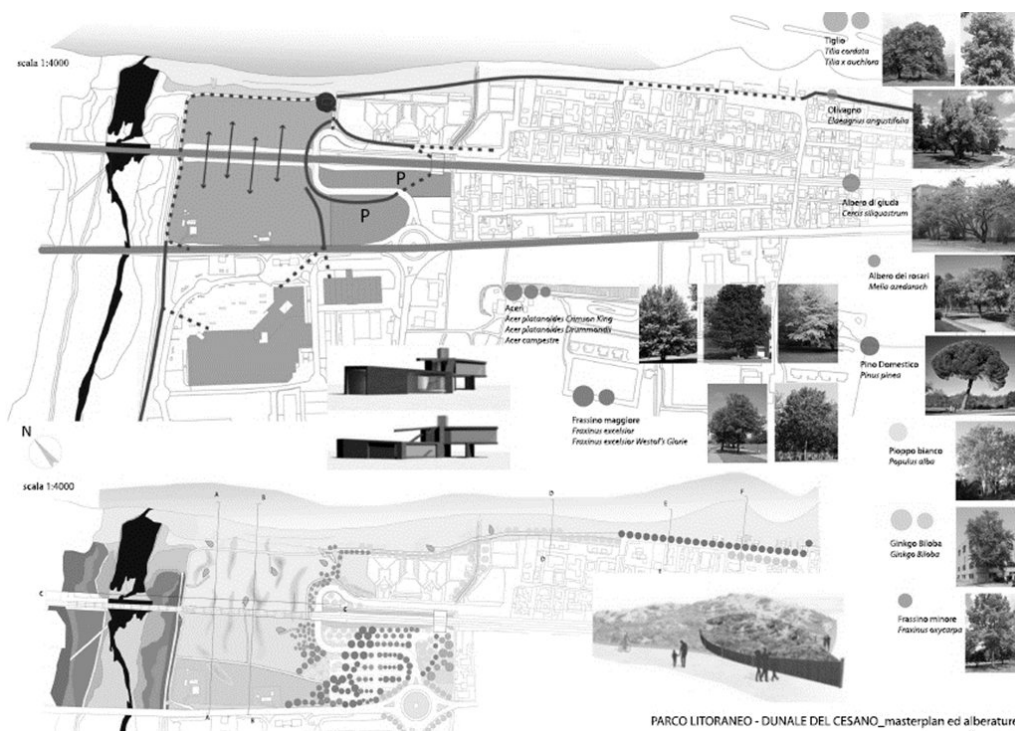 scala 1:4000
Tiglio
Tilia cordata
Tilia x euchlora
Olivagno
Elaeagnus angustifolia
P
P
Albero di giuda
Cercis siliquastrum
Albero dei rosari
Melia azedarach
Aceri
Acer platanoides Crimson King
Acer platanoides Drummondii
Acer campestre
Pino Domestico
Pinus pinea
Frassino maggiore
Fraxinus excelsior
Fraxinus excelsior Westof's Glorie
N
Pioppo bianco
Populus alba
scala 1:4000
A
B
D
E
F
Ginkgo Biloba
Ginkgo Biloba
C
C
D
Frassino minore
Fraxinus oxycarpa
A
B
PARCO LITORANEO - DUNALE DEL CESANO_masterplan ed alberature